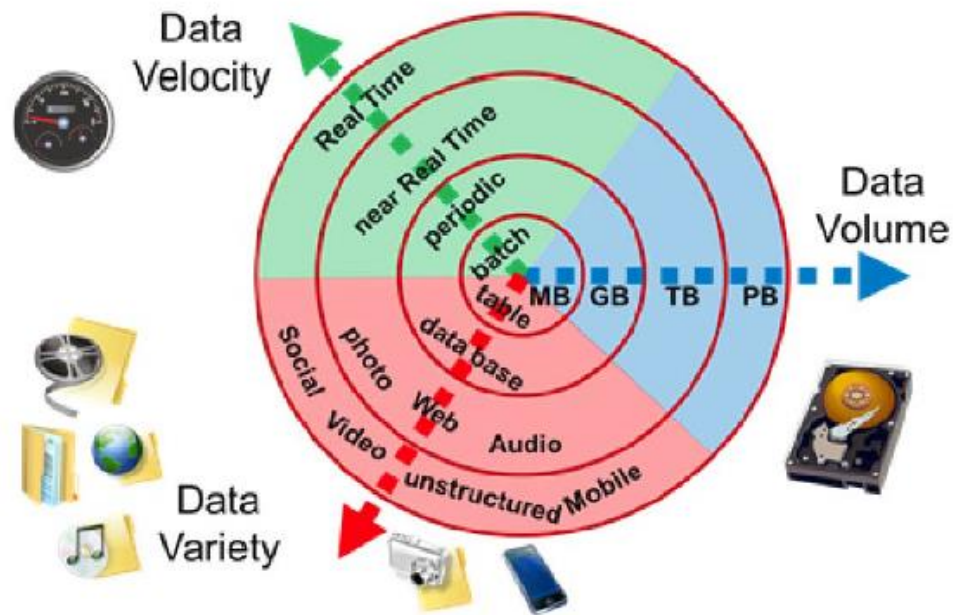 Data
Velocity
Real Time
near Real Time
periodic
batch
Data
Volume
MB GB TB PB
table
data base
photo Web Audio
Social Video unstructured Mobile
Data
Variety